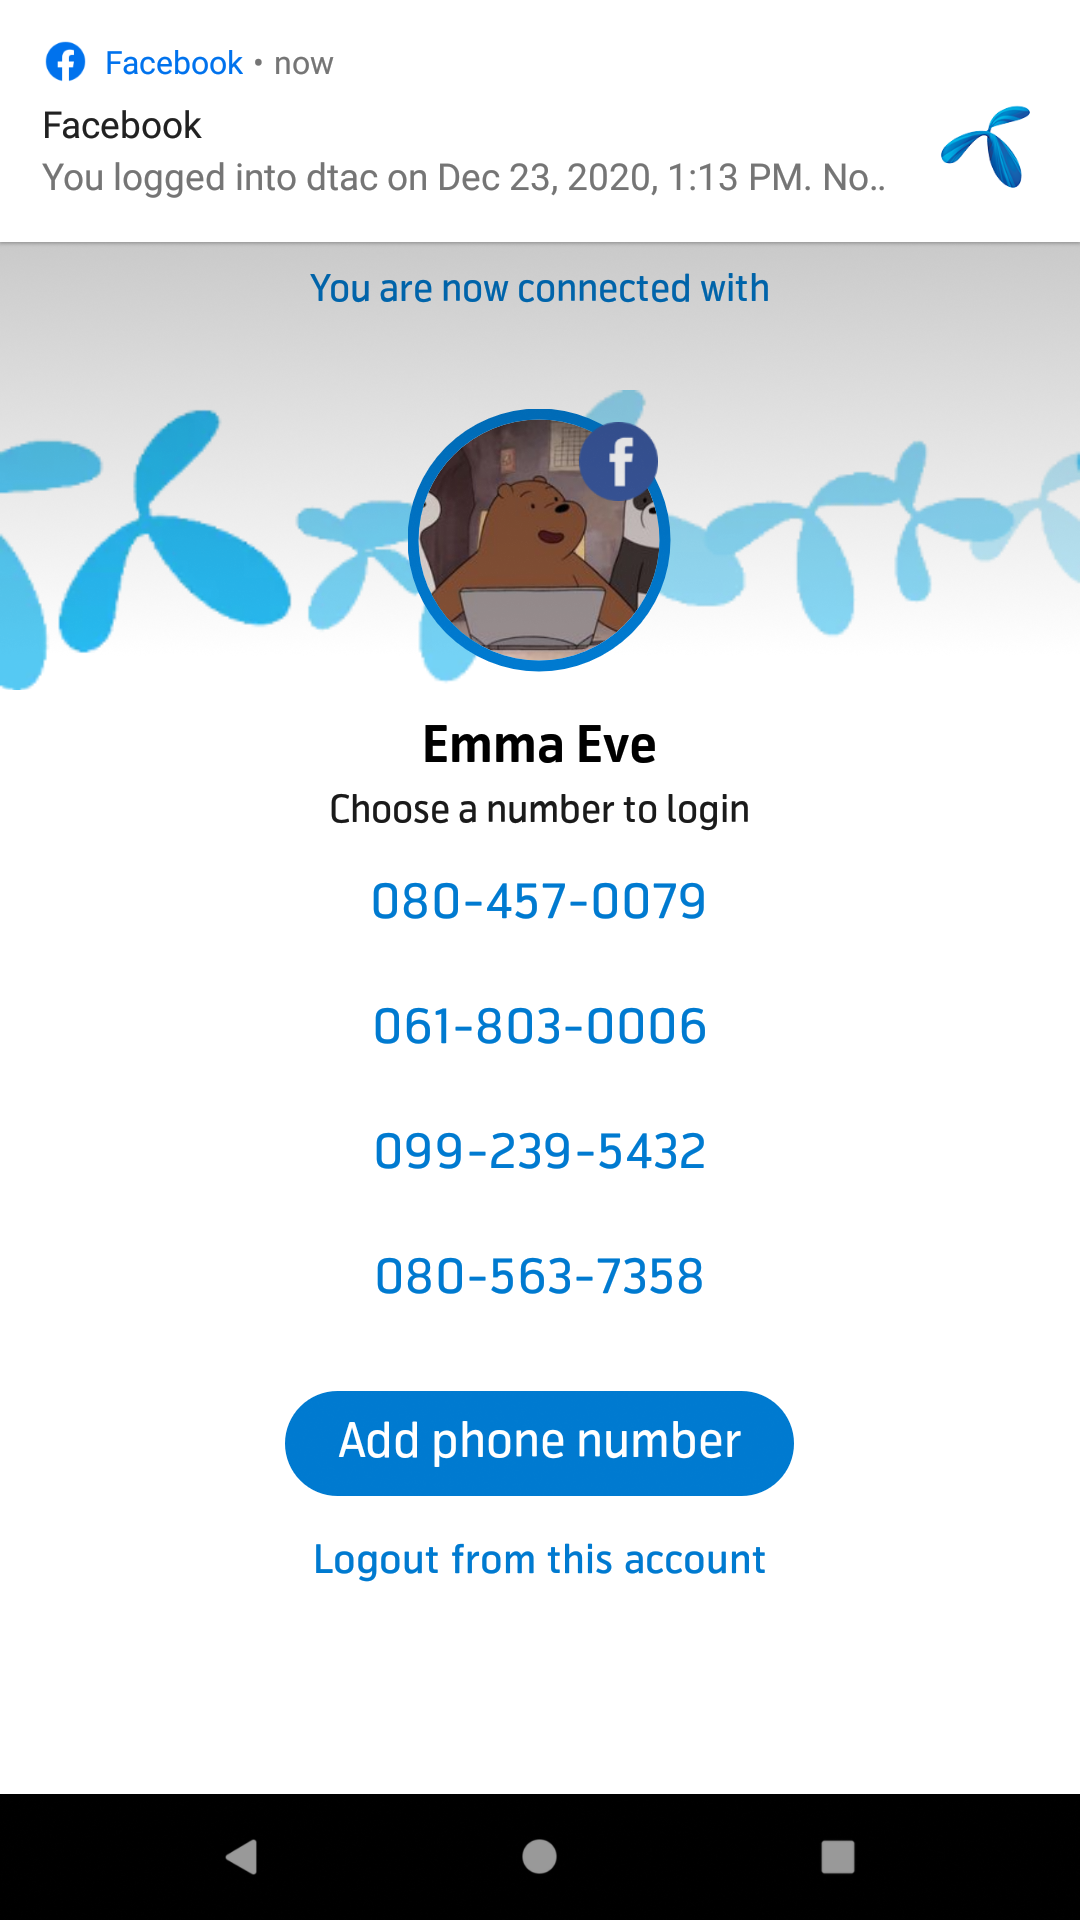 Facebook • now
Facebook
You logged into dtac on Dec 23, 2020, 1:13 PM. No..
You are now connected with
Emma Eve
Choose a number to login
080-457-0079
061-803-0006
099-239-5432
080-563-7358
Add phone number
Logout from this account